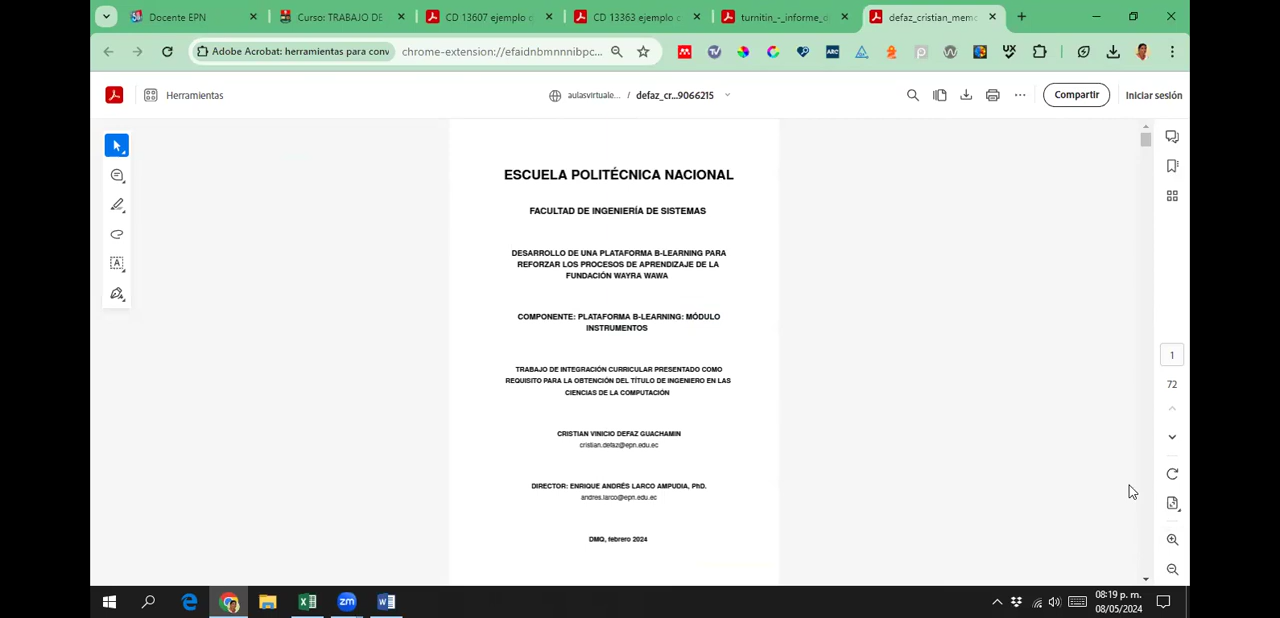 Docente EPN
Curso: TRABAJO DE
CD 13607 ejemplo c
CD 13363 ejemplo c
turnitin_-_informe_d
defaz_cristian_mem
Adobe Acrobat: herramientas para conv
chrome-extension://efaidnbmnnnibpc...
Herramientas
aulasvirtuale... / defaz_cr...9066215
Compartir
Iniciar sesión
ESCUELA POLITÉCNICA NACIONAL
FACULTAD DE INGENIERÍA DE SISTEMAS
DESARROLLO DE UNA PLATAFORMA B-LEARNING PARA
REFORZAR LOS PROCESOS DE APRENDIZAJE DE LA
FUNDACIÓN WAYRA WAWA
COMPONENTE: PLATAFORMA B-LEARNING: MÓDULO
INSTRUMENTOS
TRABAJO DE INTEGRACIÓN CURRICULAR PRESENTADO COMO
REQUISITO PARA LA OBTENCIÓN DEL TÍTULO DE INGENIERO EN LAS
CIENCIAS DE LA COMPUTACIÓN
CRISTIAN VINICIO DEFAZ GUACHAMIN
cristian.defaz@epn.edu.ec
DIRECTOR: ENRIQUE ANDRÉS LARCO AMPUDIA, PhD.
andres.larco@epn.edu.ec
DMQ, febrero 2024
1
72
08:19 p. m.
08/05/2024